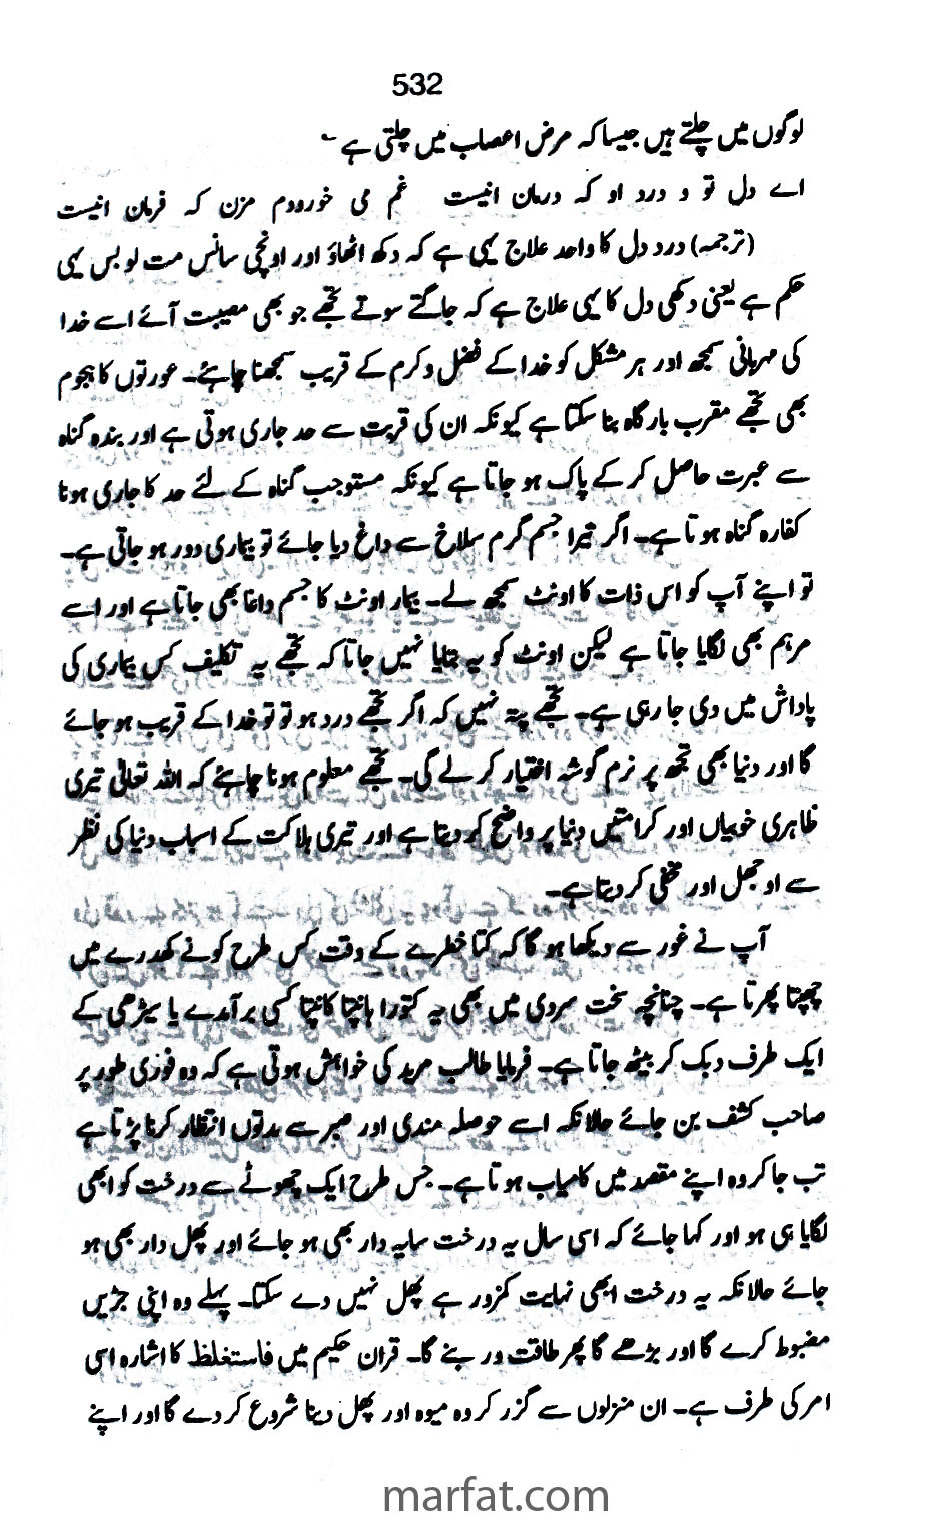 532
لوگوں میں چلتے ہیں جیسا کہ مرض اعصاب میں چلتی ہے ۔
اے دل تو و درد او کہ درمان انیست غم می خورودم مزن کہ فرمان انیست
(ترجمہ) درد دل کا واحد علاج یہی ہے کہ دکھ اٹھاؤ اور اونچی سانس مت لو بس یہی
حکم ہے یعنی دکھی دل کا یہی علاج ہے کہ جاگتے سوتے تجھے جو بھی مصیبت آئے اسے خدا
کی مہربانی سمجھ اور ہر مشکل کو خدا کے فضل و کرم کے قریب سمجھنا چاہئے۔ عورتوں کا ہجوم
بھی تجھے مقرب بارگاہ بنا سکتا ہے کیونکہ ان کی قربت سے حد جاری ہوتی ہے اور بندہ گناہ
سے عبرت حاصل کر کے پاک ہو جاتا ہے کیونکہ مستوجب گناہ کے لئے حد کا جاری ہونا
کفارہ گناہ ہوتا ہے۔ اگر تیرا جسم گرم سلاخ سے داغ دیا جائے تو بیماری دور ہو جاتی ہے۔
تو اپنے آپ کو اس ذات کا اونٹ سمجھ لے۔ بیمار اونٹ کا جسم داغا بھی جاتا ہے اور اسے
مرہم بھی لگایا جاتا ہے لیکن اونٹ کو یہ بتایا نہیں جاتا کہ تجھے یہ تکلیف کس بیماری کی
پاداش میں دی جا رہی ہے۔ تجھے پتہ نہیں کہ اگر تجھے درد ہو تو تو خدا کے قریب ہو جائے
گا اور دنیا بھی تجھ پر نرم گوشہ اختیار کر لے گی۔ تجھے معلوم ہونا چاہئے کہ اللہ تعالیٰ تیری
ظاہری خوبیاں اور کرامتیں دنیا پر واضح کر دیتا ہے اور تیری ہلاکت کے اسباب دنیا کی نظر
سے اوجھل اور مخفی کر دیتا ہے۔
آپ نے غور سے دیکھا ہو گا کہ کتا خطرے کے وقت کس طرح کونے کھدرے میں
چھپتا پھرتا ہے۔ چنانچہ سخت سردی میں بھی یہ کتورا ہانپتا کانپتا کسی برآمدے یا سیڑھی کے
ایک طرف دبک کر بیٹھ جاتا ہے۔ فرمایا طالب مرید کی خواہش ہوتی ہے کہ وہ فوری طور پر
صاحب کشف بن جائے حالانکہ اسے حوصلہ مندی اور صبر سے مدتوں انتظار کرنا پڑتا ہے
تب جا کر وہ اپنے مقصد میں کامیاب ہوتا ہے۔ جس طرح ایک چھوٹے سے درخت کو ابھی
لگایا ہی ہو اور کہا جائے کہ اسی سال یہ درخت سایہ دار بھی ہو جائے اور پھل دار بھی ہو
جائے حالانکہ یہ درخت ابھی نہایت کمزور ہے پھل نہیں دے سکتا۔ پہلے وہ اپنی جڑیں
مضبوط کرے گا اور بڑھے گا پھر طاقت ور بنے گا۔ قران حکیم میں فاستغلظ کا اشارہ اسی
امر کی طرف ہے۔ ان منزلوں سے گزر کر وہ میوہ اور پھل دینا شروع کر دے گا اور اپنے
marfat.com